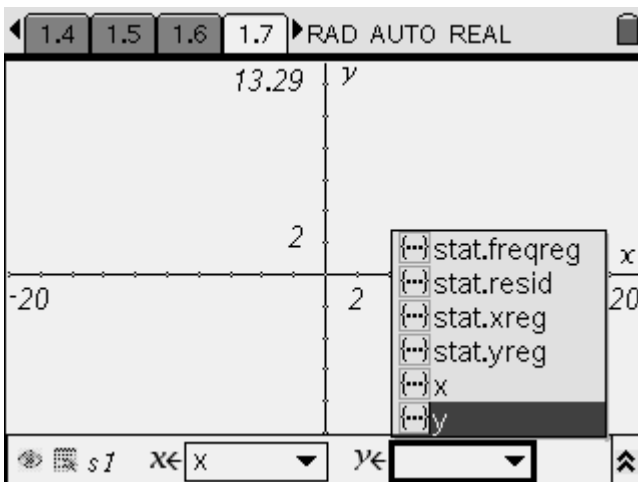 1.4 1.5 1.6 1.7 RAD AUTO REAL
13.29 y
2
x
-20 2 20
stat.freqreg
stat.resid
stat.xreg
stat.yreg
x
y
s1 x← x y←